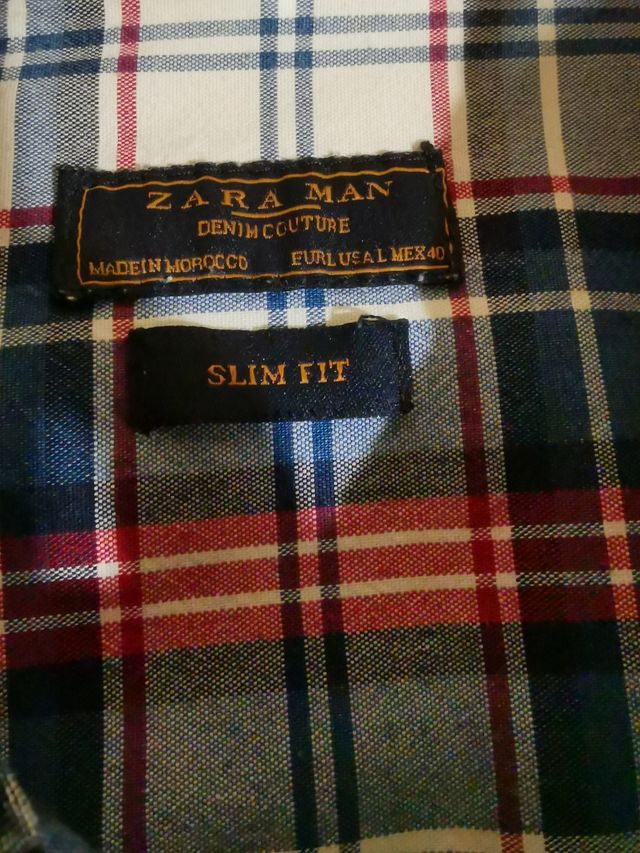 ZARA MAN
DENIM COUTURE
MADE IN MOROCCO EUR L USA L MEX 40
SLIM FIT